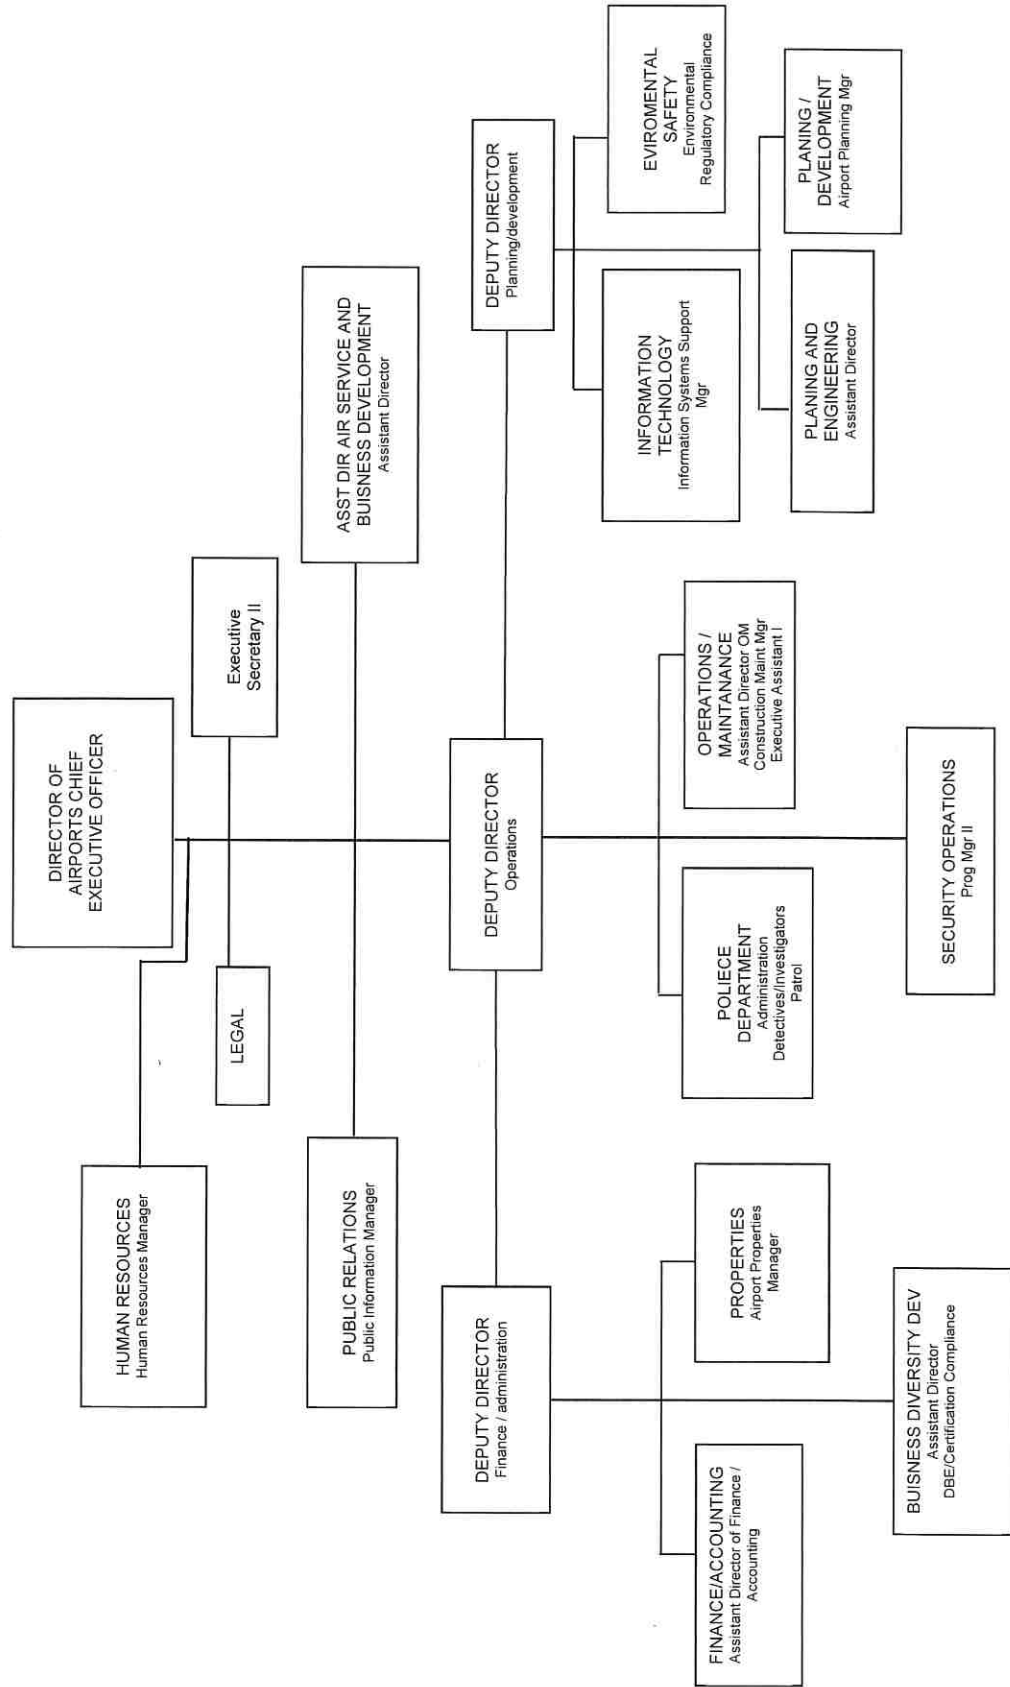 DIRECTOR OF
AIRPORTS CHIEF
EXECUTIVE OFFICER
HUMAN RESOURCES
Human Resources Manager
LEGAL
Executive
Secretary II
PUBLIC RELATIONS
Public Information Manager
ASST DIR AIR SERVICE AND
BUISNESS DEVELOPMENT
Assistant Director
DEPUTY DIRECTOR
Finance / administration
DEPUTY DIRECTOR
Operations
DEPUTY DIRECTOR
Planning/development
FINANCE/ACCOUNTING
Assistant Director of Finance /
Accounting
PROPERTIES
Airport Properties
Manager
BUISNESS DIVERSITY DEV
Assistant Director
DBE/Certification Compliance
POLIECE
DEPARTMENT
Administration
Detectives/Investigators
Patrol
OPERATIONS /
MAINTANANCE
Assistant Director OM
Construction Maint Mgr
Executive Assistant I
SECURITY OPERATIONS
Prog Mgr II
INFORMATION
TECHNOLOGY
Information Systems Support
Mgr
EVIROMENTAL
SAFETY
Environmental
Regulatory Compliance
PLANING AND
ENGINEERING
Assistant Director
PLANING /
DEVELOPMENT
Airport Planning Mgr